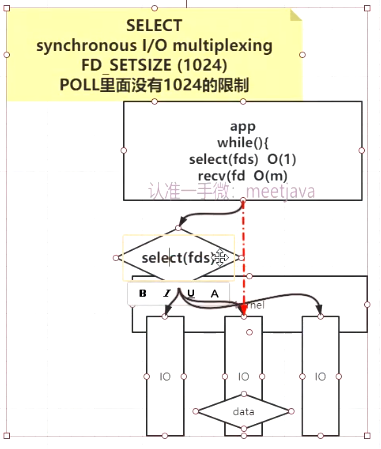 SELECT
synchronous I/O multiplexing
FD_SETSIZE (1024)
POLL里面没有1024的限制
app
while(){
select(fds) O(1)
recv(fd O(m)
认准一手微：meetjava
select(fds)
B I U A
IO
IO
IO
data